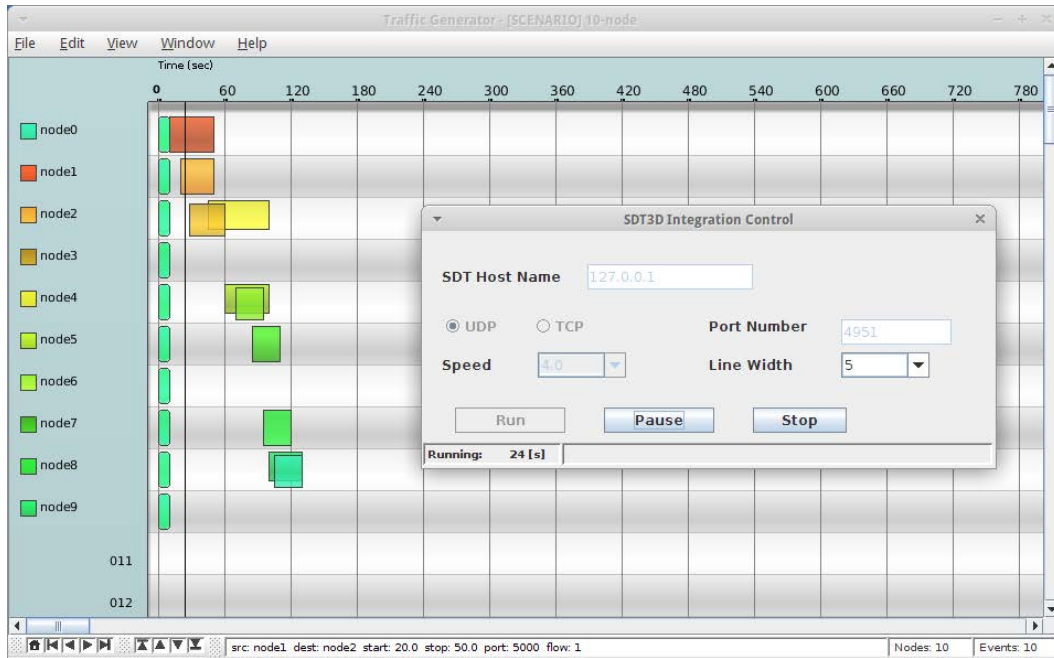 Traffic Generator - [SCENARIO] 10-node
File Edit View Window Help
Time (sec)
0 60 120 180 240 300 360 420 480 540 600 660 720 780
node0
node1
node2
node3
node4
node5
node6
node7
node8
node9
011
012
SDT3D Integration Control
SDT Host Name 127.0.0.1
UDP TCP Port Number 4951
Speed 4.0 Line Width 5
Run Pause Stop
Running: 24 [s]
src: node1 dest: node2 start: 20.0 stop: 50.0 port: 5000 flow: 1 Nodes: 10 Events: 10